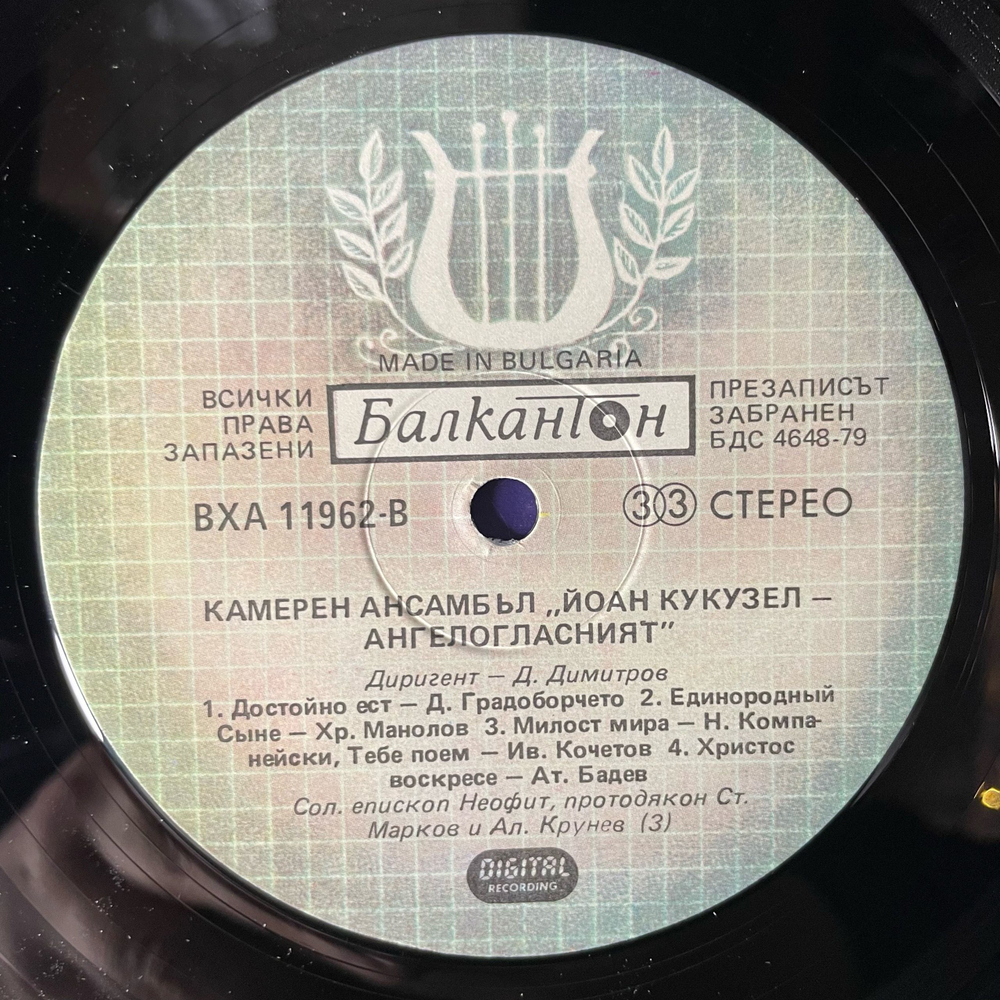 MADE IN BULGARIA
ВСИЧКИ
ПРАВА
ЗАПАЗЕНИ
Балкантон
ПРЕЗАПИСЪТ
ЗАБРАНЕН
БДС 4648-79
ВХА 11962-В
33 СТЕРЕО
КАМЕРЕН АНСАМБЪЛ „ЙОАН КУКУЗЕЛ –
АНГЕЛОГЛАСНИЯТ”
Диригент – Д. Димитров
1. Достойно ест – Д. Градоборчето 2. Единородный
Сыне – Хр. Манолов 3. Милост мира – Н. Компа-
нейски, Тебе поем – Ив. Кочетов 4. Христос
воскресе – Ат. Бадев
Сол. епископ Неофит, протодякон Ст.
Марков и Ал. Крунев (3)
DIGITAL
RECORDING